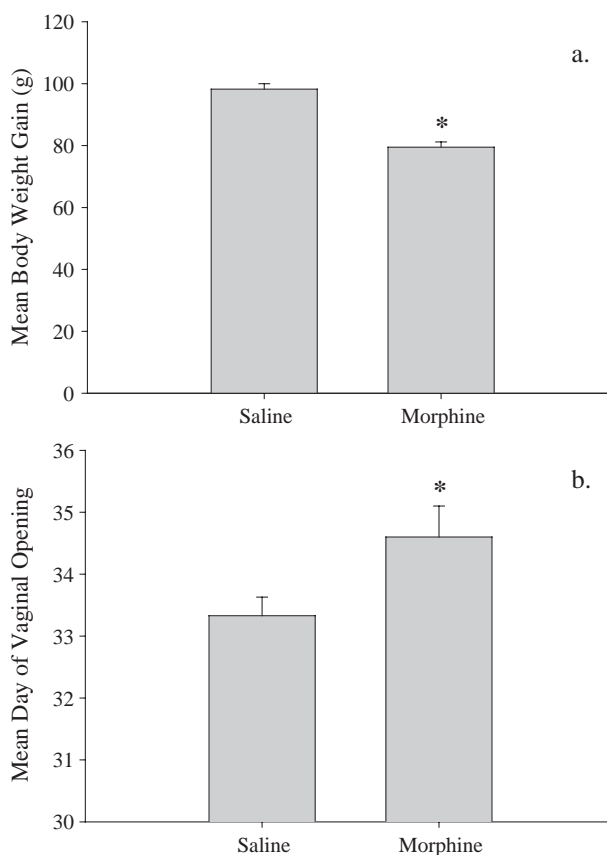 120
a.
100
*
80
60
40
20
0
Mean Body Weight Gain (g)
Saline Morphine
36
b.
35
*
34
33
32
31
30
Mean Day of Vaginal Opening
Saline Morphine